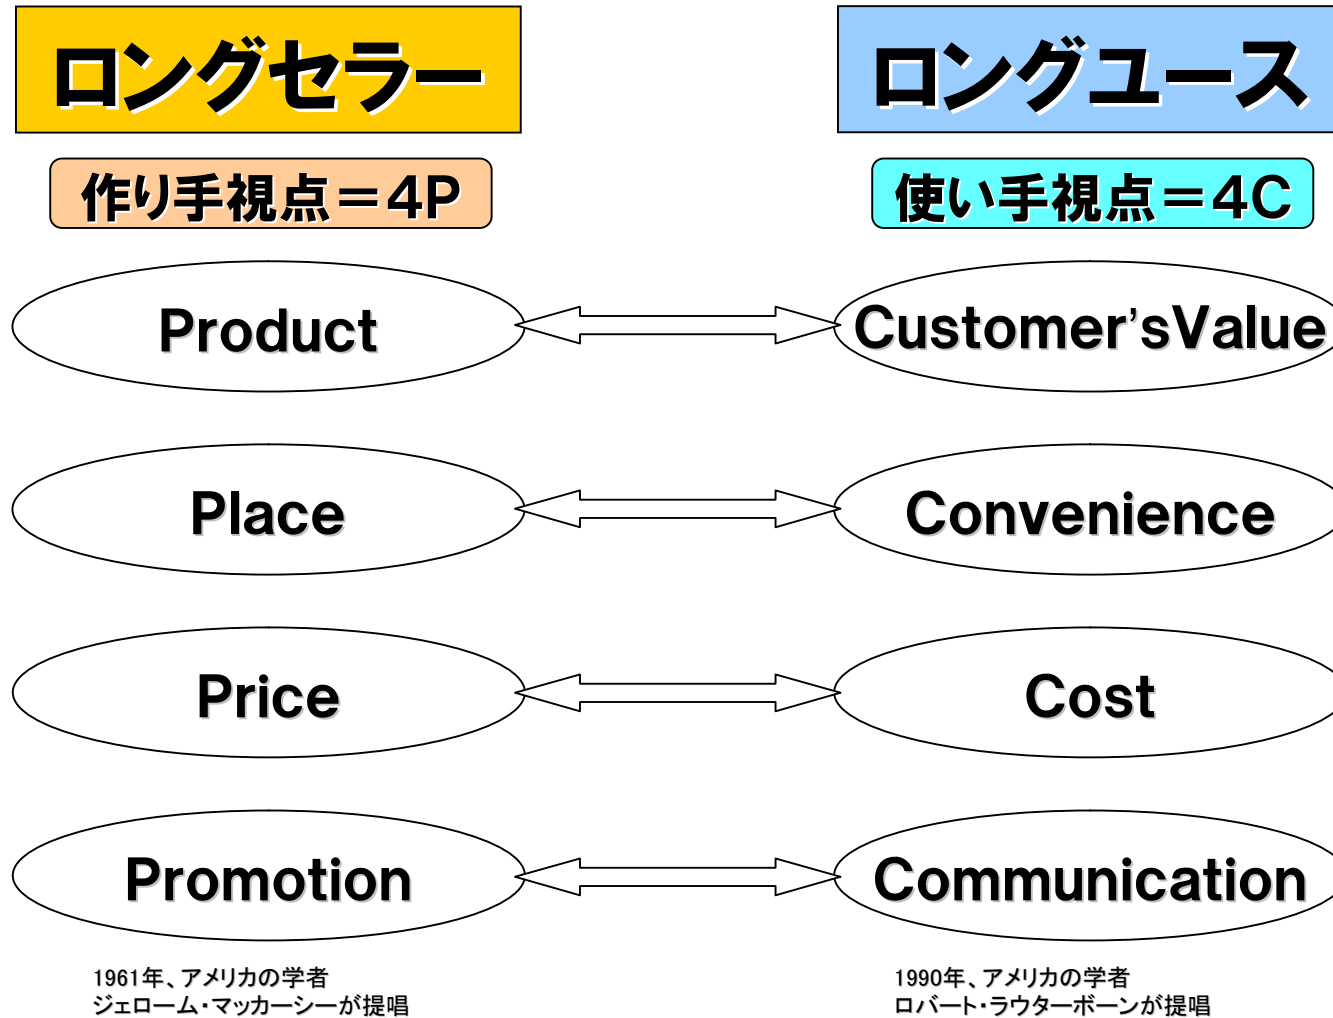 ロングセラー
ロングユース
作り手視点＝4P
使い手視点＝4C
Product
Customer’sValue
Place
Convenience
Price
Cost
Promotion
Communication
1961年、アメリカの学者
ジェローム・マッカーシーが提唱
1990年、アメリカの学者
ロバート・ラウターボーンが提唱